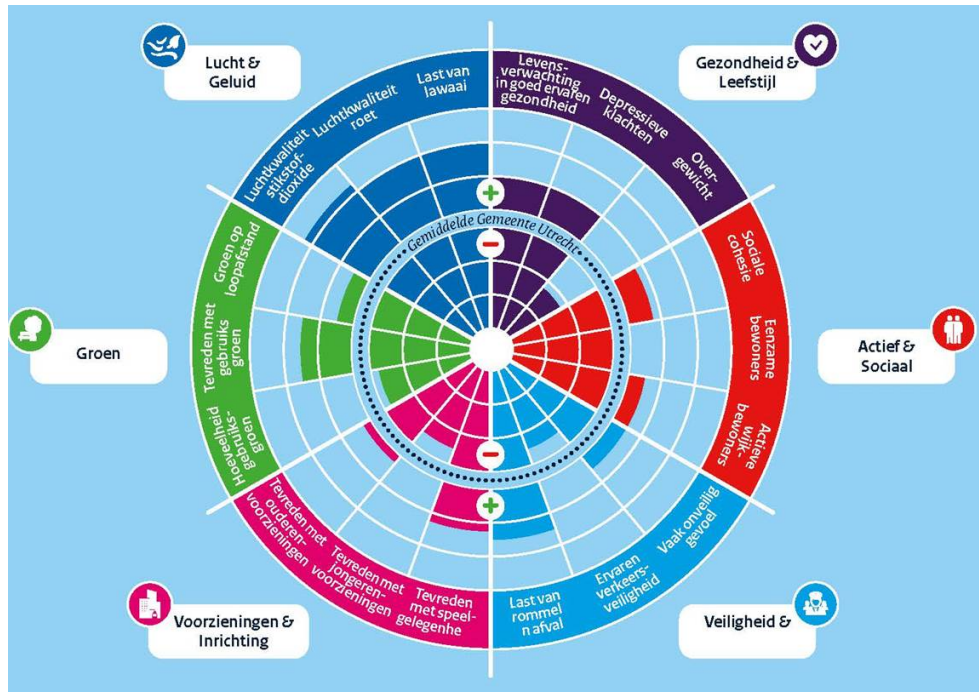 Lucht &
Geluid
Gezondheid &
Leefstijl
Luchtkwaliteit
stikstof-
dioxide
Luchtkwaliteit
roet
Last van
lawaai
Levens-
verwachting
in goed ervaren
gezondheid
Depressieve
klachten
Over-
gewicht
Gemiddelde Gemeente Utrecht
Groen op
loopafstand
Tevreden met
gebruiks
groen
Hoeveelheid
gebruiks-
groen
Sociale
cohesie
Eenzame
bewoners
Actieve
wijk-
bewoners
Groen
Actief &
Sociaal
Tevreden met
ouderen-
voorzieningen
Tevreden met
jongeren-
voorzieningen
Tevreden
met speel-
gelegenhe
Last van
rommel
n afval
Ervaren
verkeers-
veiligheid
Vaak onveilig
gevoel
Voorzieningen &
Inrichting
Veiligheid &